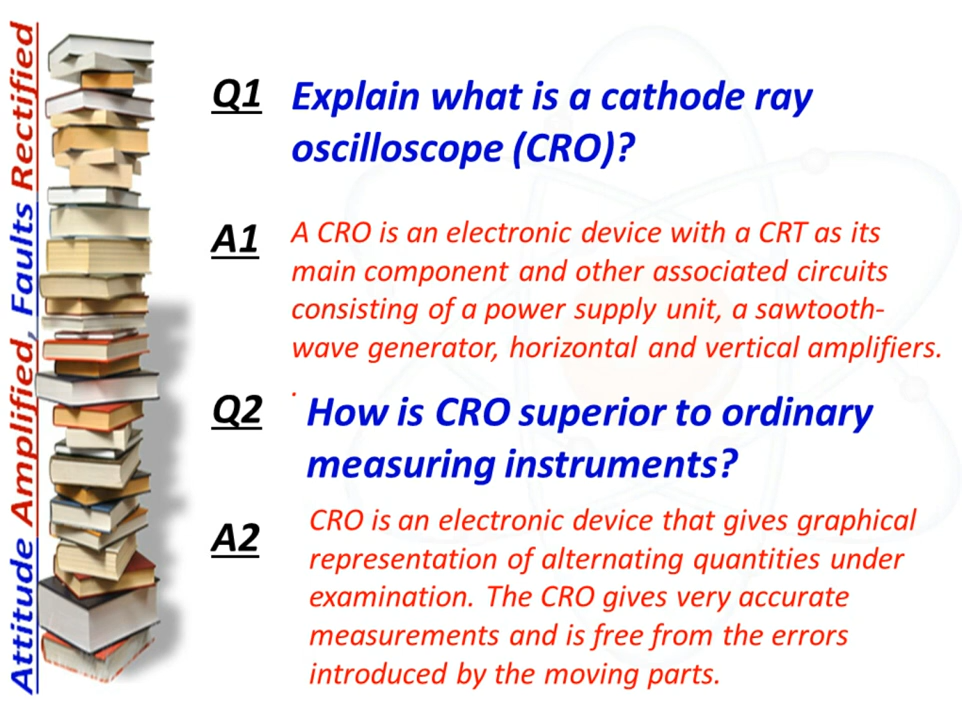 Attitude Amplified, Faults Rectified
Q1 Explain what is a cathode ray
oscilloscope (CRO)?
A1 A CRO is an electronic device with a CRT as its
main component and other associated circuits
consisting of a power supply unit, a sawtooth-
wave generator, horizontal and vertical amplifiers.
.
Q2 How is CRO superior to ordinary
measuring instruments?
A2 CRO is an electronic device that gives graphical
representation of alternating quantities under
examination. The CRO gives very accurate
measurements and is free from the errors
introduced by the moving parts.